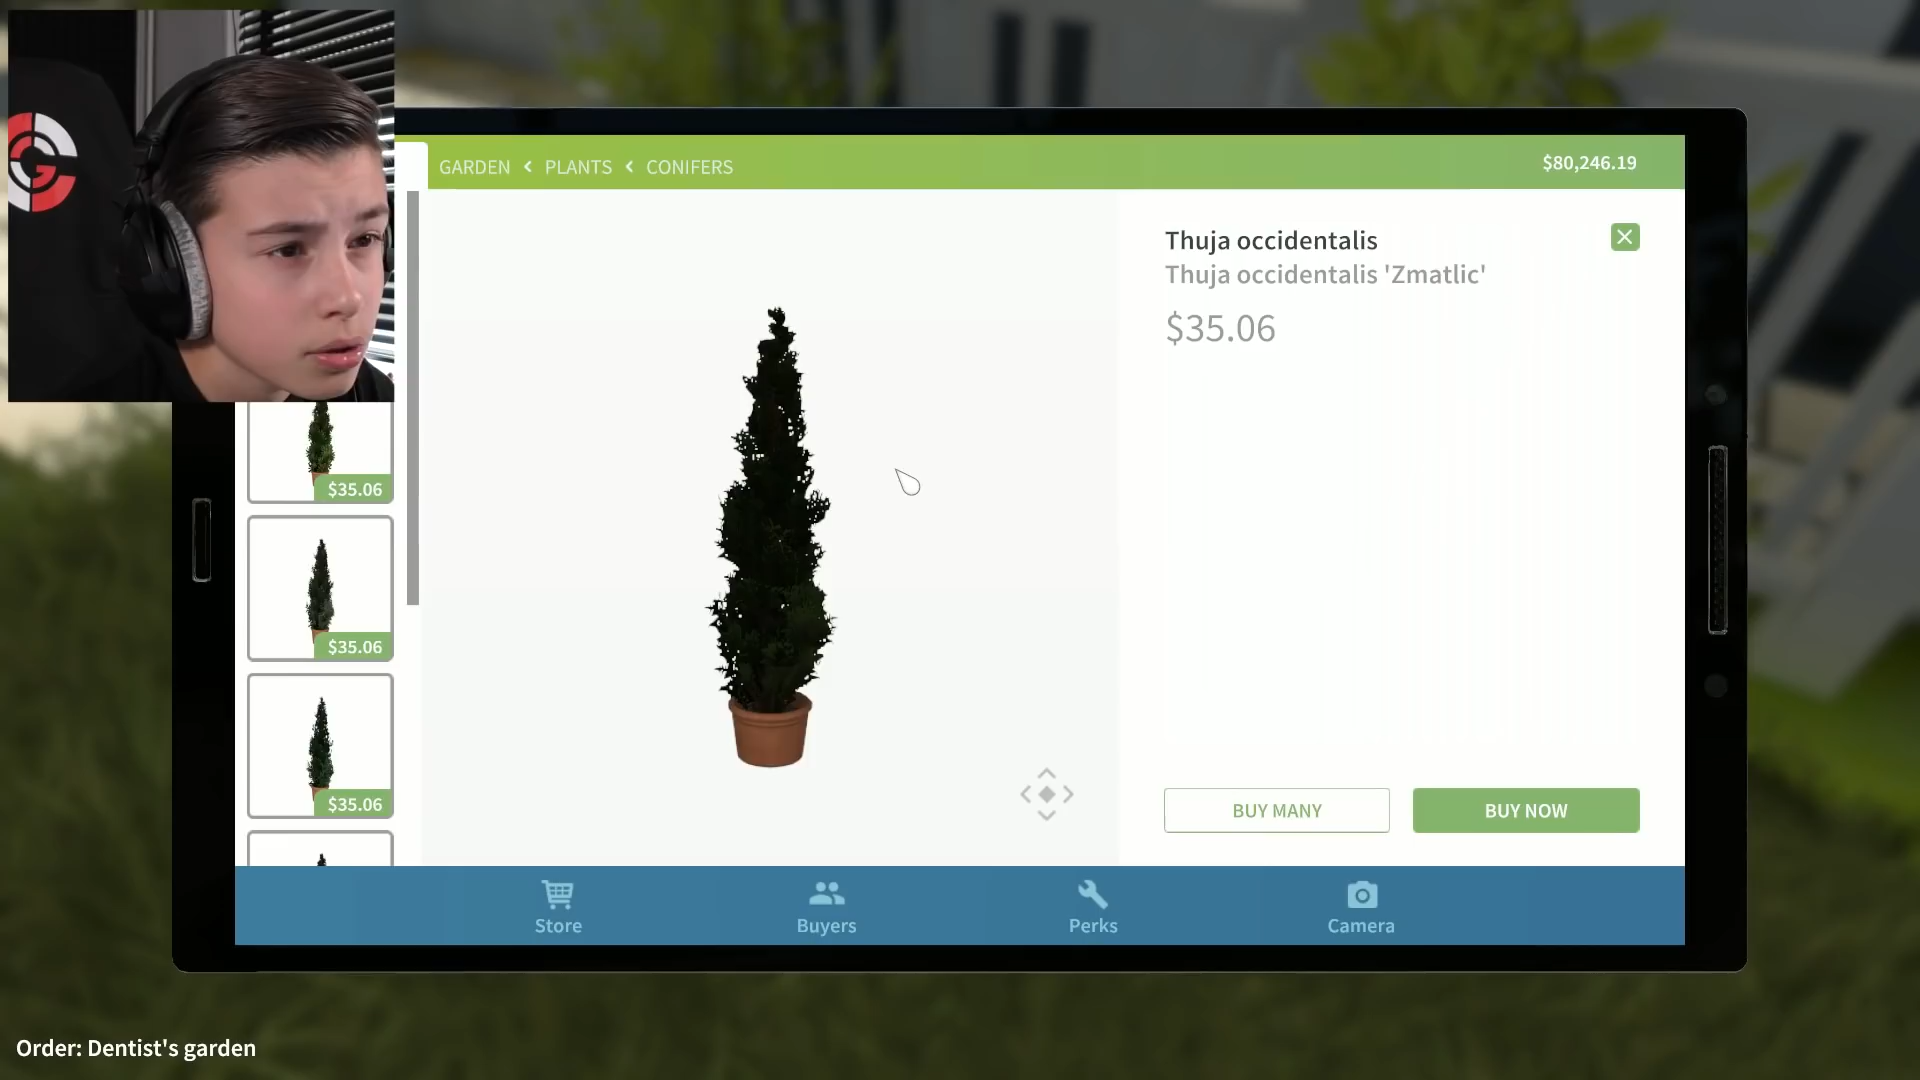 GARDEN < PLANTS < CONIFERS
$80,246.19
Thuja occidentalis
Thuja occidentalis 'Zmatlic'
$35.06
$35.06
$35.06
$35.06
BUY MANY
BUY NOW
Store
Buyers
Perks
Camera
Order: Dentist's garden